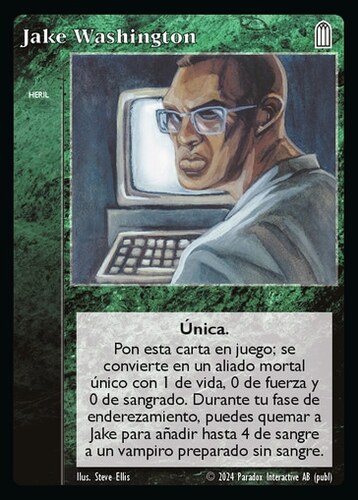 Jake Washington
HERIL
Única.
Pon esta carta en juego; se
convierte en un aliado mortal
único con 1 de vida, 0 de fuerza y
0 de sangrado. Durante tu fase de
enderezamiento, puedes quemar a
Jake para añadir hasta 4 de sangre
a un vampiro preparado sin sangre.
Ilus. Steve Ellis © 2024 Paradox Interactive AB (publ)